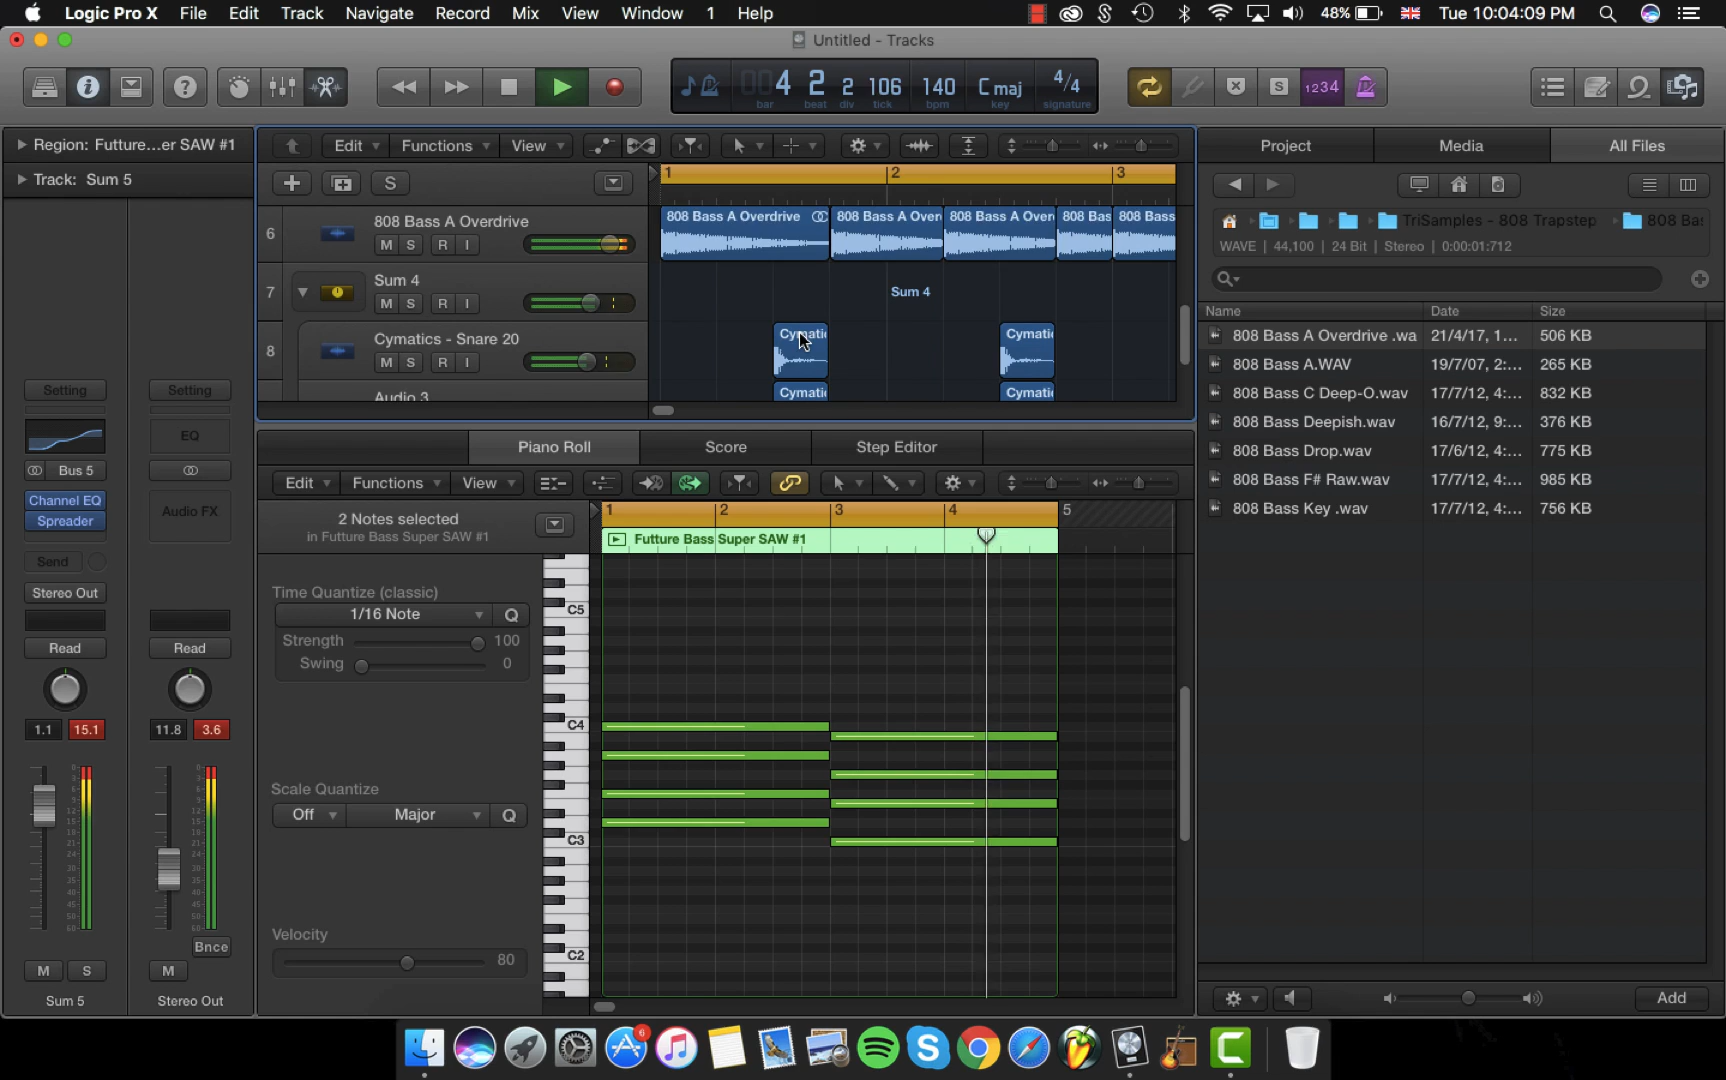 Logic Pro X File Edit Track Navigate Record Mix View Window 1 Help 48% Tue 10:04:09 PM
Untitled - Tracks
00 4 2 2 106 140 C maj 4/4
bar beat div tick bpm key signature
S 1234
Region: Futture...er SAW #1
Track: Sum 5
Edit Functions View
S
1 2 3
6 808 Bass A Overdrive
M S R I
808 Bass A Overdrive 808 Bass A Over 808 Bass A Over 808 Bas 808 Bass
7 Sum 4
M S R I
Sum 4
8 Cymatics - Snare 20
M S R I
Cymatic Cymatic
Audio 3
Cymatic Cymatic
Setting Setting
EQ
Bus 5
Channel EQ
Spreader
Audio FX
Send
Stereo Out
Read Read
1.1 15.1 11.8 3.6
Bnce
M S M
Sum 5 Stereo Out
Piano Roll Score Step Editor
Edit Functions View
2 Notes selected
in Futture Bass Super SAW #1
1 2 3 4 5
Futture Bass Super SAW #1
Time Quantize (classic)
1/16 Note Q
Strength 100
Swing 0
Scale Quantize
Off Major Q
Velocity
80
C5
C4
C3
C2
Project Media All Files
TriSamples - 808 Trapstep 808 Bas
WAVE | 44,100 | 24 Bit | Stereo | 0:00:01:712
Name Date Size
808 Bass A Overdrive .wa 21/4/17, 1... 506 KB
808 Bass A.WAV 19/7/07, 2:... 265 KB
808 Bass C Deep-O.wav 17/7/12, 4:... 832 KB
808 Bass Deepish.wav 16/7/12, 9:... 376 KB
808 Bass Drop.wav 17/6/12, 4:... 775 KB
808 Bass F# Raw.wav 17/7/12, 4:... 985 KB
808 Bass Key .wav 17/7/12, 4:... 756 KB
Add
6